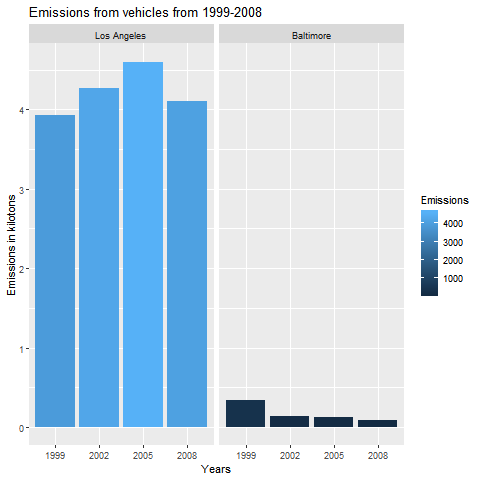 Emissions from vehicles from 1999-2008
Los Angeles
Baltimore
Emissions in kilotons
4
3
2
1
0
1999 2002 2005 2008
1999 2002 2005 2008
Years
Emissions
4000
3000
2000
1000